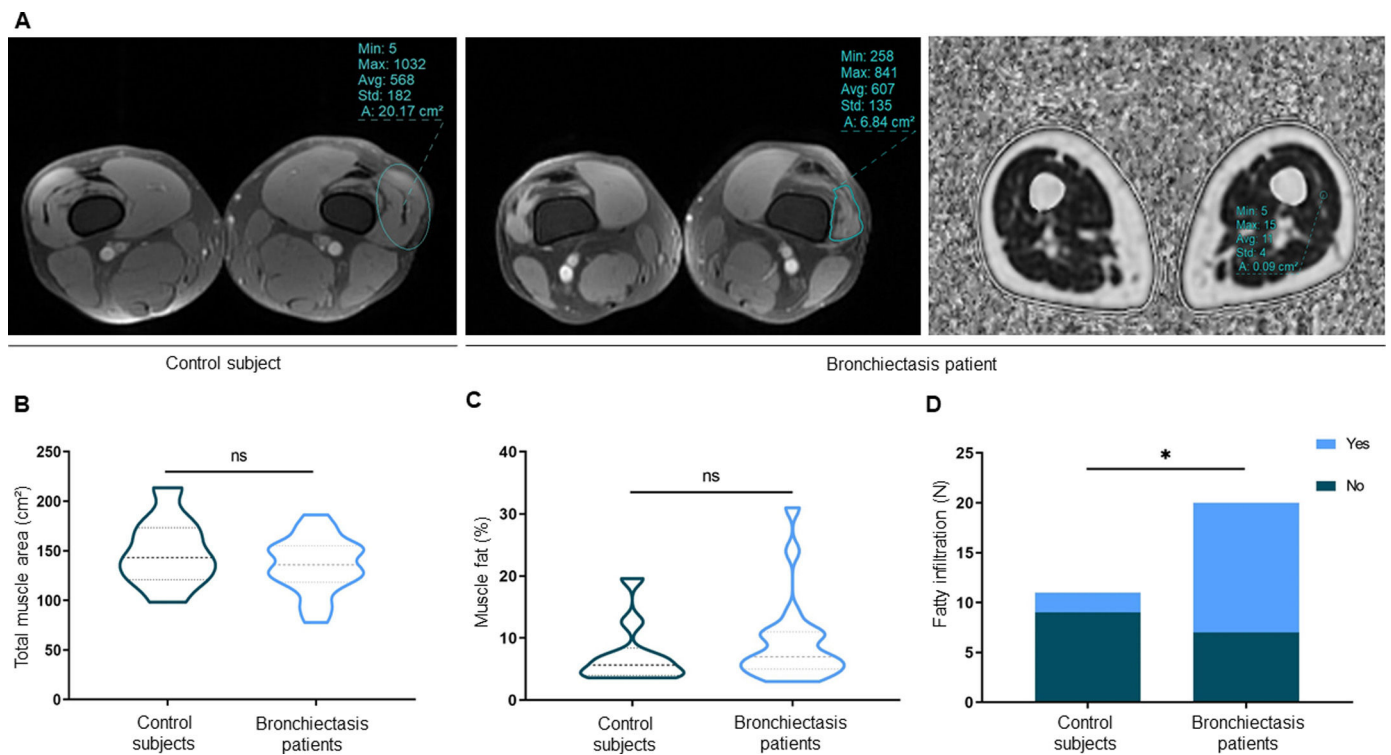 A
Min: 5
Max: 1032
Avg: 568
Std: 182
A: 20.17 cm²
Min: 258
Max: 841
Avg: 607
Std: 135
A: 6.84 cm²
Min: 5
Max: 15
Avg: 11
Std: 4
A: 0.09 cm²
Control subject
Bronchiectasis patient
B
Total muscle area (cm²)
250
200
150
100
50
0
ns
Control
subjects
Bronchiectasis
patients
C
Muscle fat (%)
40
30
20
10
0
ns
Control
subjects
Bronchiectasis
patients
D
Fatty infiltration (N)
25
20
15
10
5
0
*
Yes
No
Control
subjects
Bronchiectasis
patients